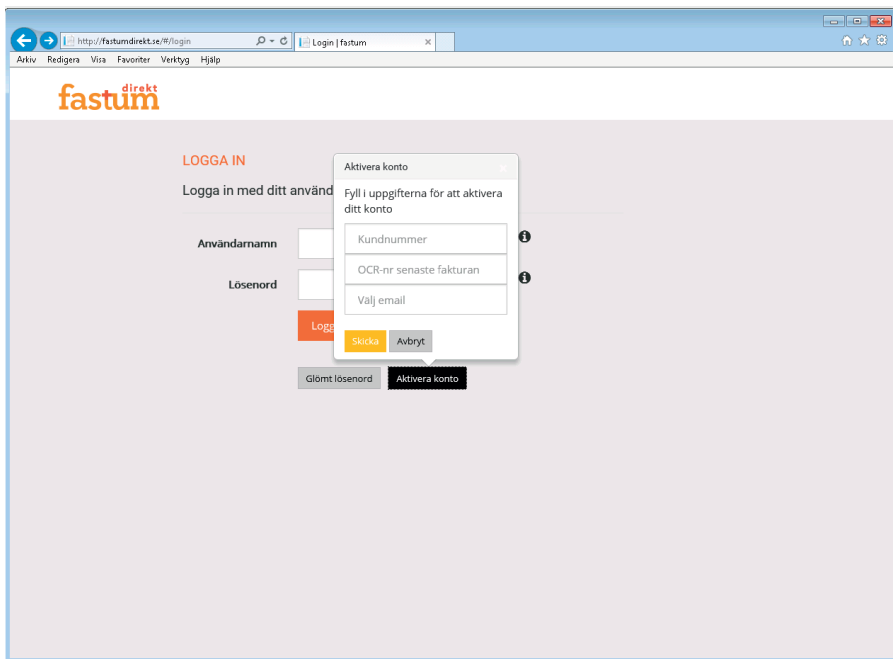 http://fastumdirekt.se/#/login
Login | fastum
Arkiv Redigera Visa Favoriter Verktyg Hjälp
direkt
fastum
LOGGA IN
Logga in med ditt använd
Aktivera konto
Fyll i uppgifterna för att aktivera
ditt konto
Användarnamn
Kundnummer
OCR-nr senaste fakturan
Lösenord
Välj email
Logg
Skicka Avbryt
Glömt lösenord Aktivera konto